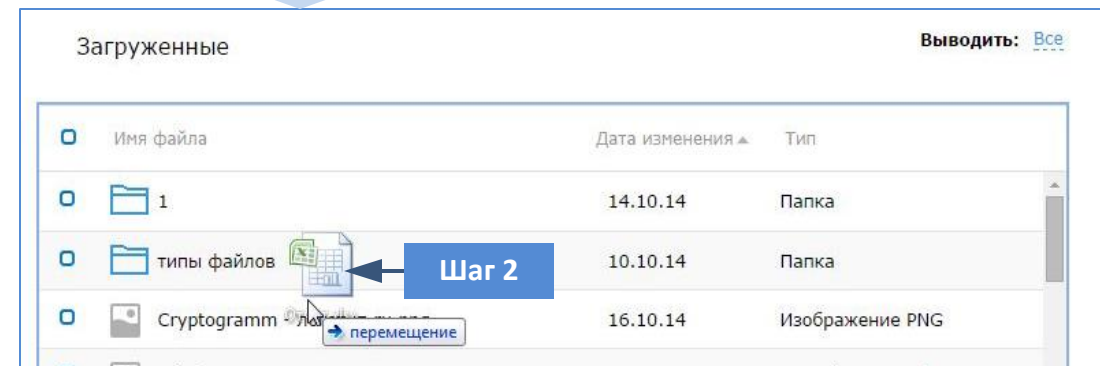 Загруженные
Выводить: Все
Имя файла Дата изменения Тип
1 14.10.14 Папка
типы файлов 10.10.14 Папка
Шаг 2
Cryptogramm - 16.10.14 Изображение PNG
перемещение